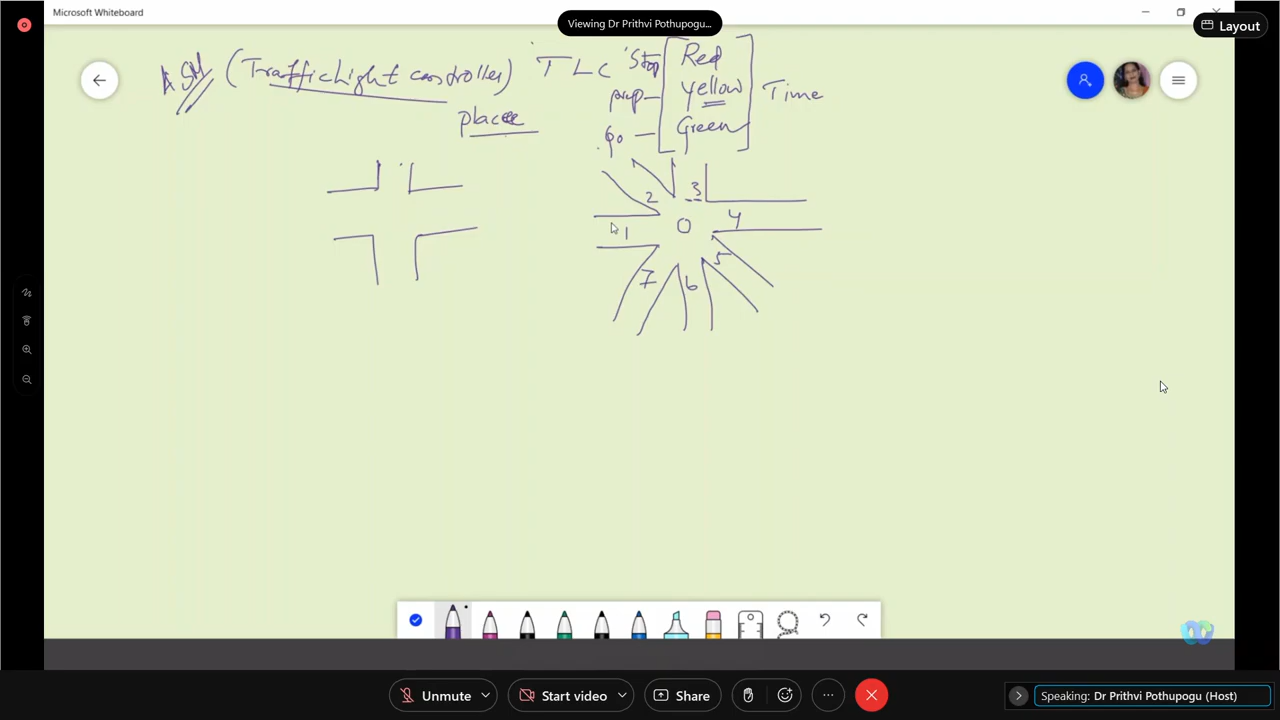 Microsoft Whiteboard
Viewing Dr Prithvi Pothupogu...
Layout
ASM (Trafficlight controller) TLC
place
Stop Red
prep- yellow Time
go - Green
2 3
4
1 0
5
7 6
Unmute
Start video
Share
Speaking: Dr Prithvi Pothupogu (Host)